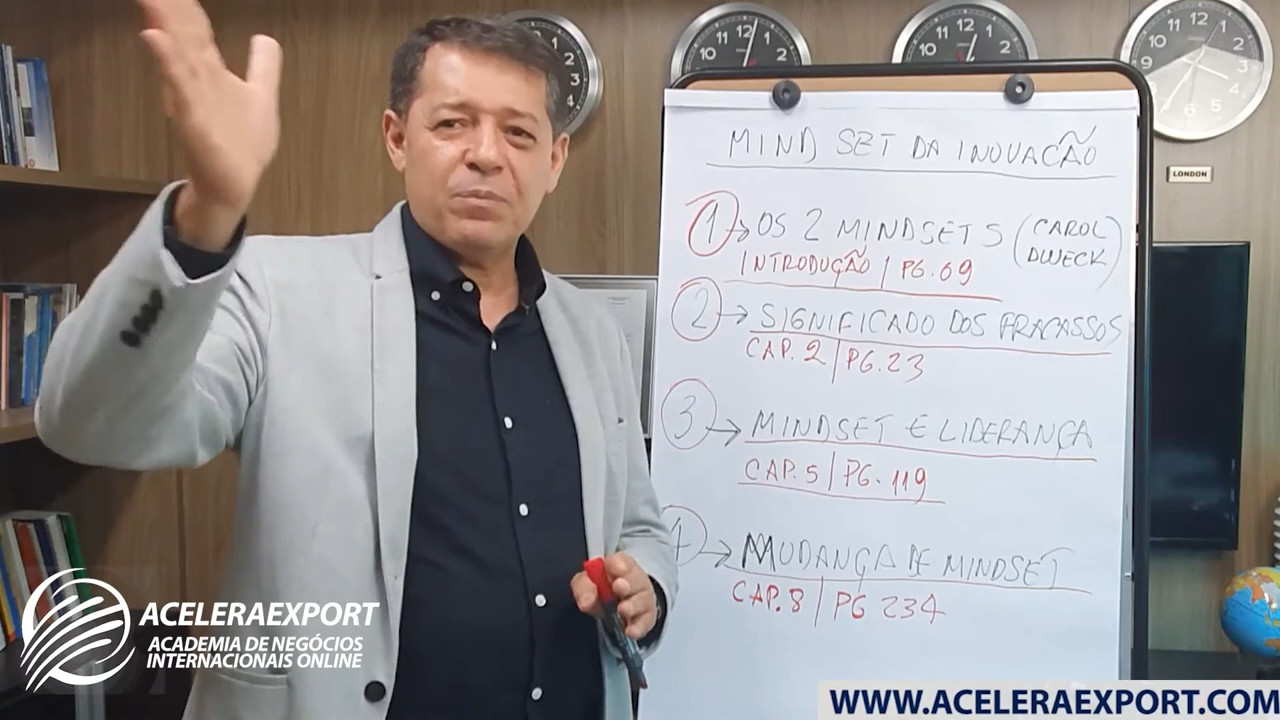 MINDSET DA INOVAÇÃO
1 → OS 2 MINDSETS (CAROL DWECK)
INTRODUÇÃO | PG. 09
2 → SIGNIFICADO DOS FRACASSOS
CAP. 2 | PG. 23
3 → MINDSET E LIDERANÇA
CAP. 5 | PG. 119
4 → MUDANÇA DE MINDSET
CAP. 8 | PG 234
LONDON
ACELERAEXPORT
ACADEMIA DE NEGÓCIOS
INTERNACIONAIS ONLINE
WWW.ACELERAEXPORT.COM